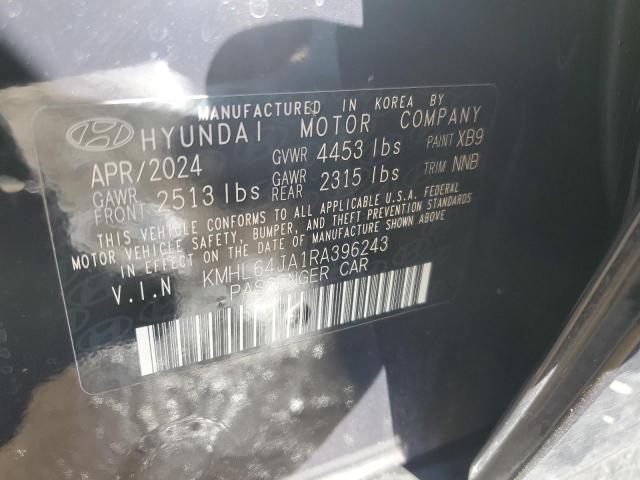 MANUFACTURED IN KOREA BY
HYUNDAI MOTOR COMPANY
APR/2024 GVWR 4453 lbs PAINT XB9
GAWR FRONT 2513 lbs GAWR REAR 2315 lbs TRIM NNB
THIS VEHICLE CONFORMS TO ALL APPLICABLE U.S.A. FEDERAL
MOTOR VEHICLE SAFETY, BUMPER, AND THEFT PREVENTION STANDARDS
IN EFFECT ON THE DATE OF MANUFACTURE SHOWN ABOVE.
V.I.N KMHL64JA1RA396243
PASSENGER CAR